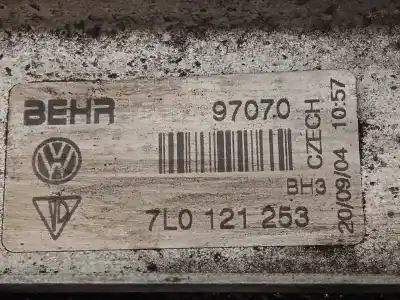 BEHR 97070
CZECH
BH3
20/09/04 10:57
7L0 121 253